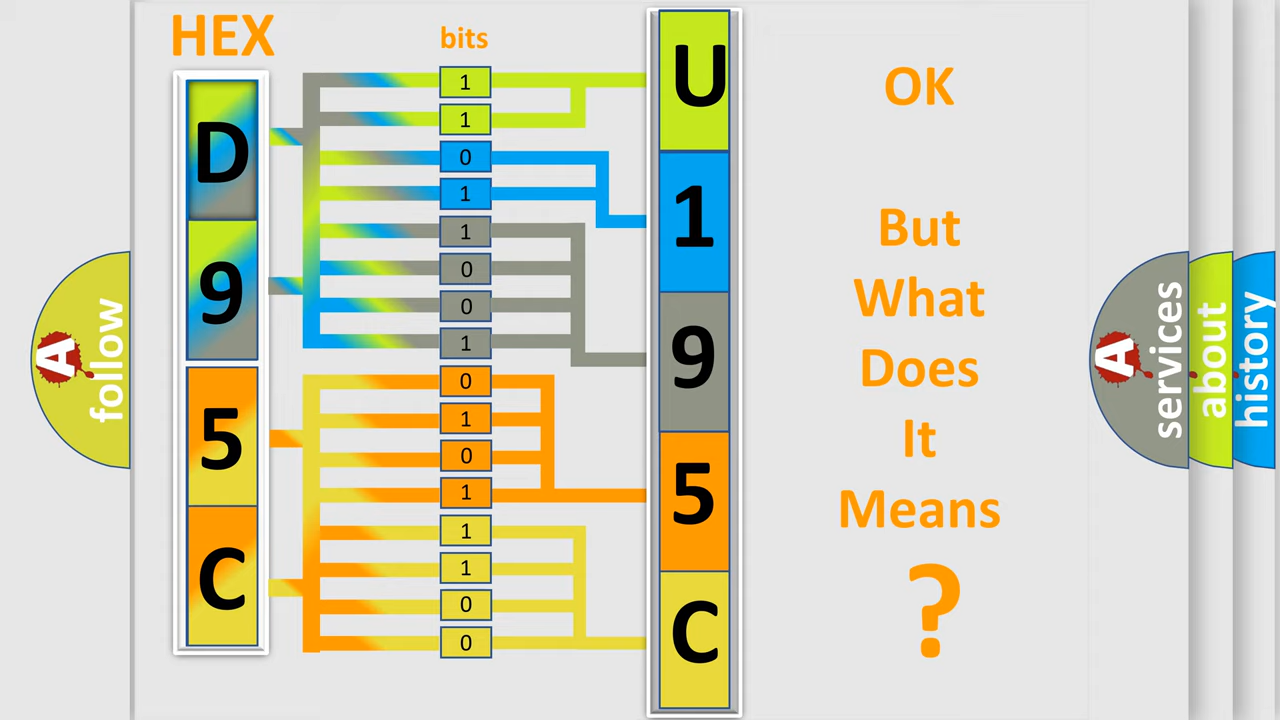 HEX
bits
D
9
5
C
1
1
0
1
1
0
0
1
0
1
0
1
1
1
0
0
U
1
9
5
C
OK
But
What
Does
It
Means
?
A
follow
A
services
about
history